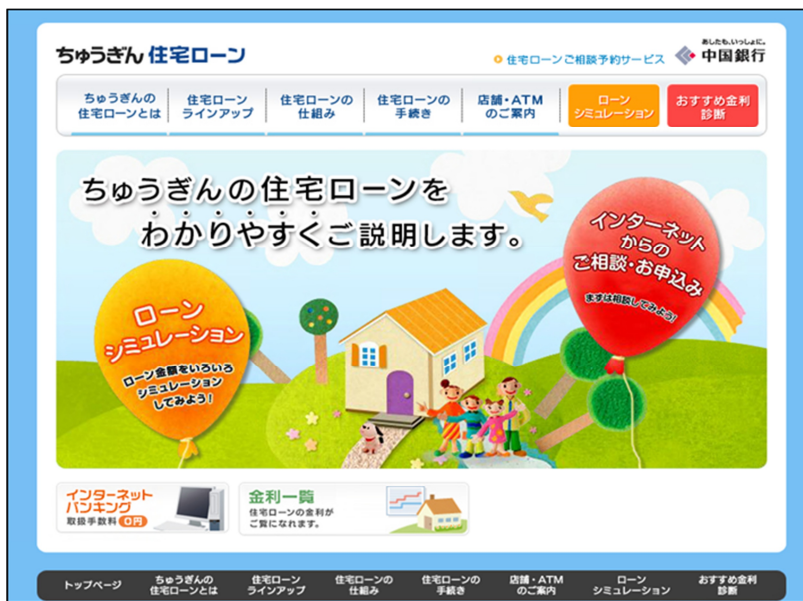 ちゅうぎん 住宅ローン
住宅ローンご相談予約サービス
あしたも、いっしょに。
中国銀行
ちゅうぎんの
住宅ローンとは
住宅ローン
ラインアップ
住宅ローンの
仕組み
住宅ローンの
手続き
店舗・ATM
のご案内
ローン
シミュレーション
おすすめ金利
診断
ちゅうぎんの住宅ローンを
わかりやすくご説明します。
インターネット
からの
ご相談・お申込み
まずは相談してみよう!
ローン
シミュレーション
ローン金額をいろいろ
シミュレーション
してみよう!
インターネット
バンキング
取扱手数料 0円
金利一覧
住宅ローンの金利が
ご覧になれます。
トップページ
ちゅうぎんの
住宅ローンとは
住宅ローン
ラインアップ
住宅ローンの
仕組み
住宅ローンの
手続き
店舗・ATM
のご案内
ローン
シミュレーション
おすすめ金利
診断